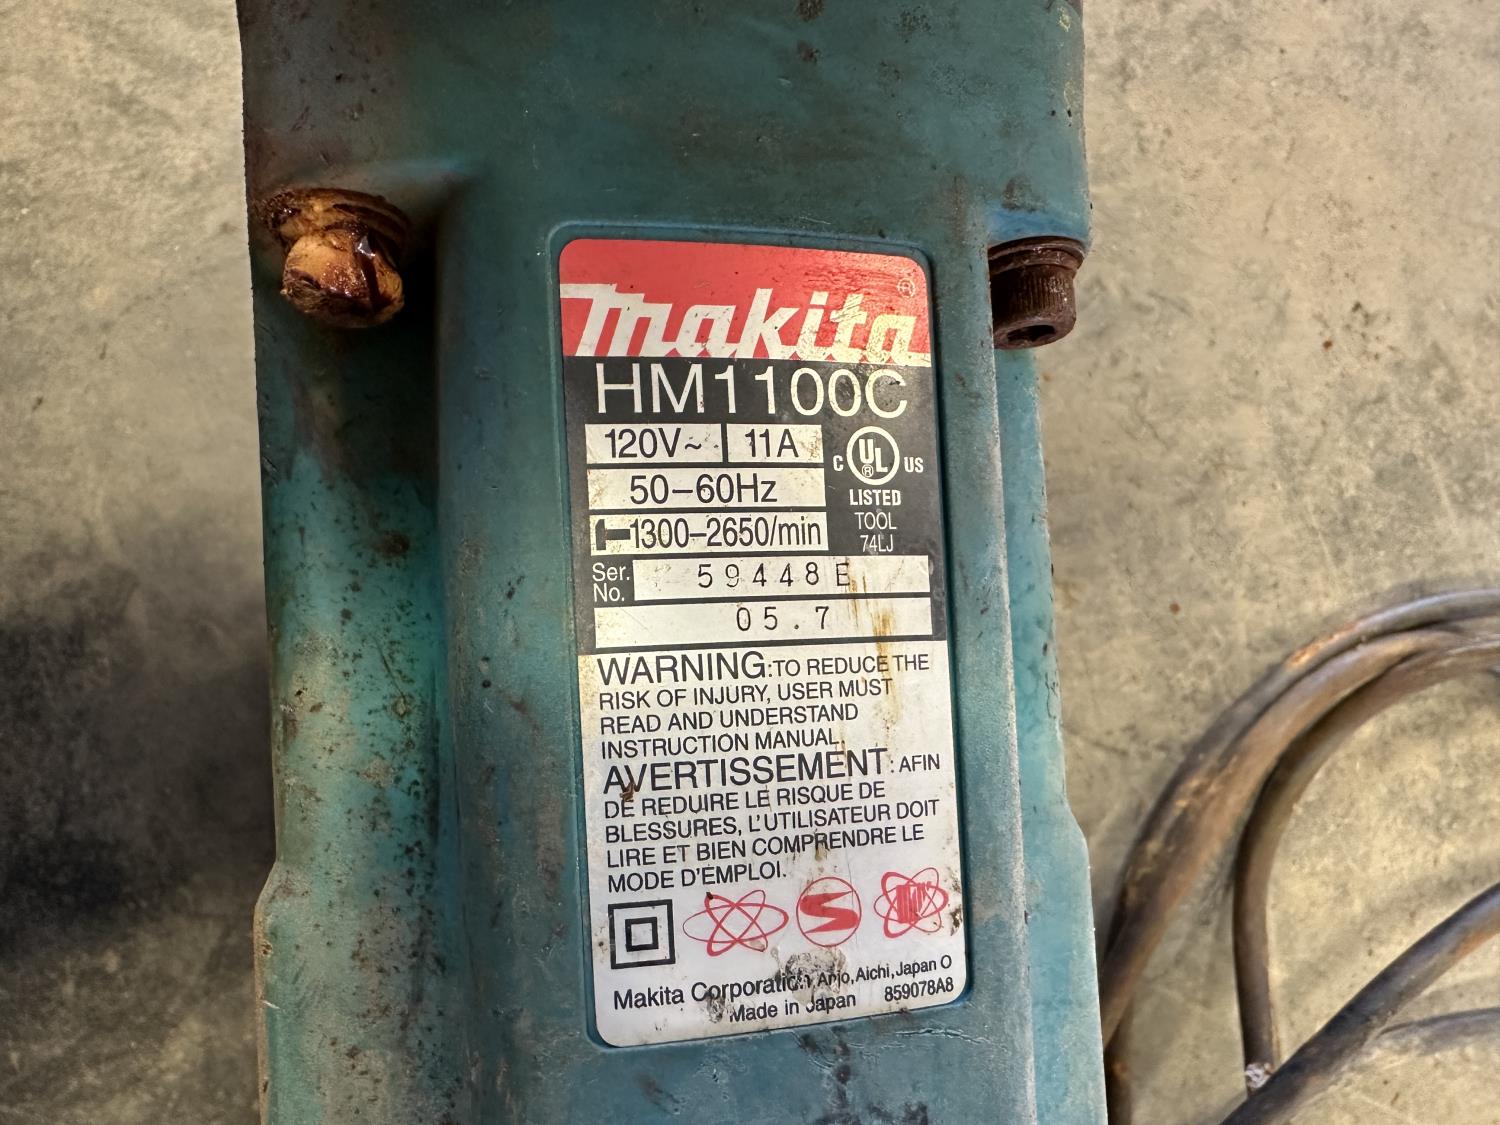 makita ®
HM1100C
120V~ 11A
50–60Hz
1300–2650/min
C UL ® US
LISTED
TOOL
74LJ
Ser. No. 59448E
05.7
WARNING:TO REDUCE THE
RISK OF INJURY, USER MUST
READ AND UNDERSTAND
INSTRUCTION MANUAL.
AVERTISSEMENT: AFIN
DE REDUIRE LE RISQUE DE
BLESSURES, L'UTILISATEUR DOIT
LIRE ET BIEN COMPRENDRE LE
MODE D'EMPLOI.
Makita Corporation Anjo, Aichi, Japan O
Made in Japan 859078A8